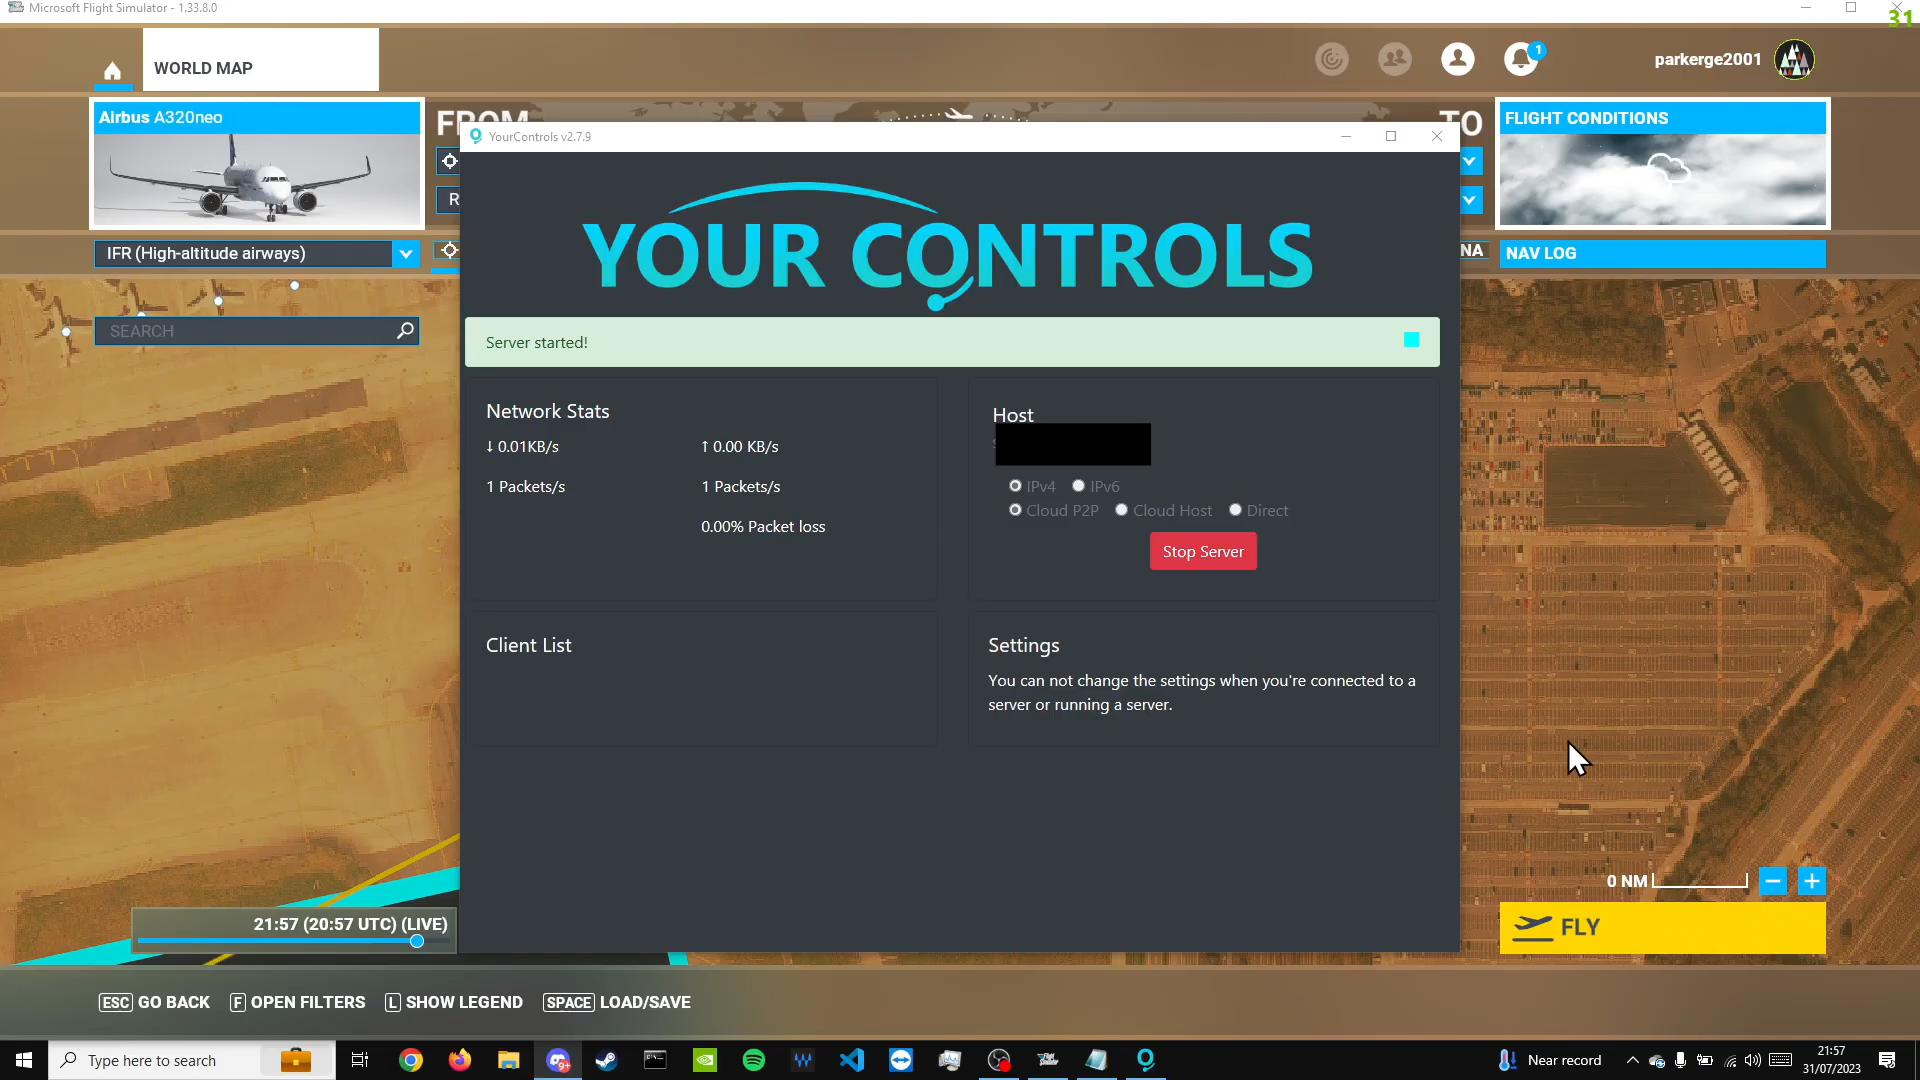 Microsoft Flight Simulator - 1.33.8.0
31
WORLD MAP
1
parkerge2001
Airbus A320neo
FROM
TO
FLIGHT CONDITIONS
YourControls v2.7.9
R
IFR (High-altitude airways)
NA
NAV LOG
YOUR CONTROLS
SEARCH
Server started!
Network Stats
↓ 0.01KB/s
↑ 0.00 KB/s
1 Packets/s
1 Packets/s
0.00% Packet loss
Host
IPv4
IPv6
Cloud P2P
Cloud Host
Direct
Stop Server
Client List
Settings
You can not change the settings when you're connected to a
server or running a server.
0 NM
21:57 (20:57 UTC) (LIVE)
FLY
ESC GO BACK
F OPEN FILTERS
L SHOW LEGEND
SPACE LOAD/SAVE
Type here to search
9+
Near record
21:57
31/07/2023